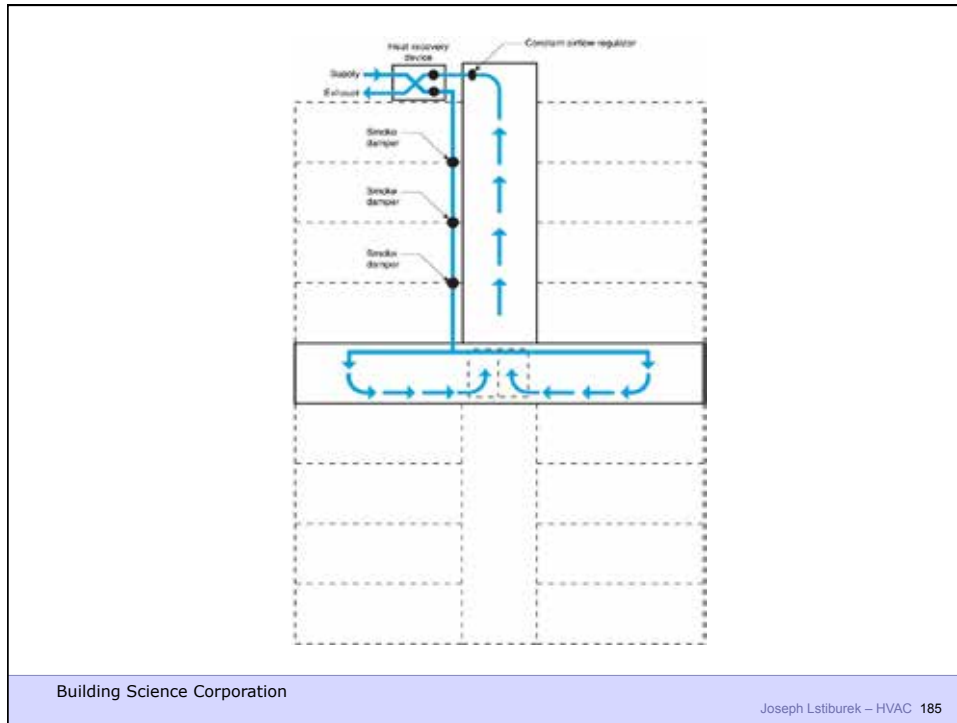 Heat recovery
device
Constant airflow regulator
Supply
Exhaust
Smoke
damper
Smoke
damper
Smoke
damper
Building Science Corporation
Joseph Lstiburek – HVAC 185